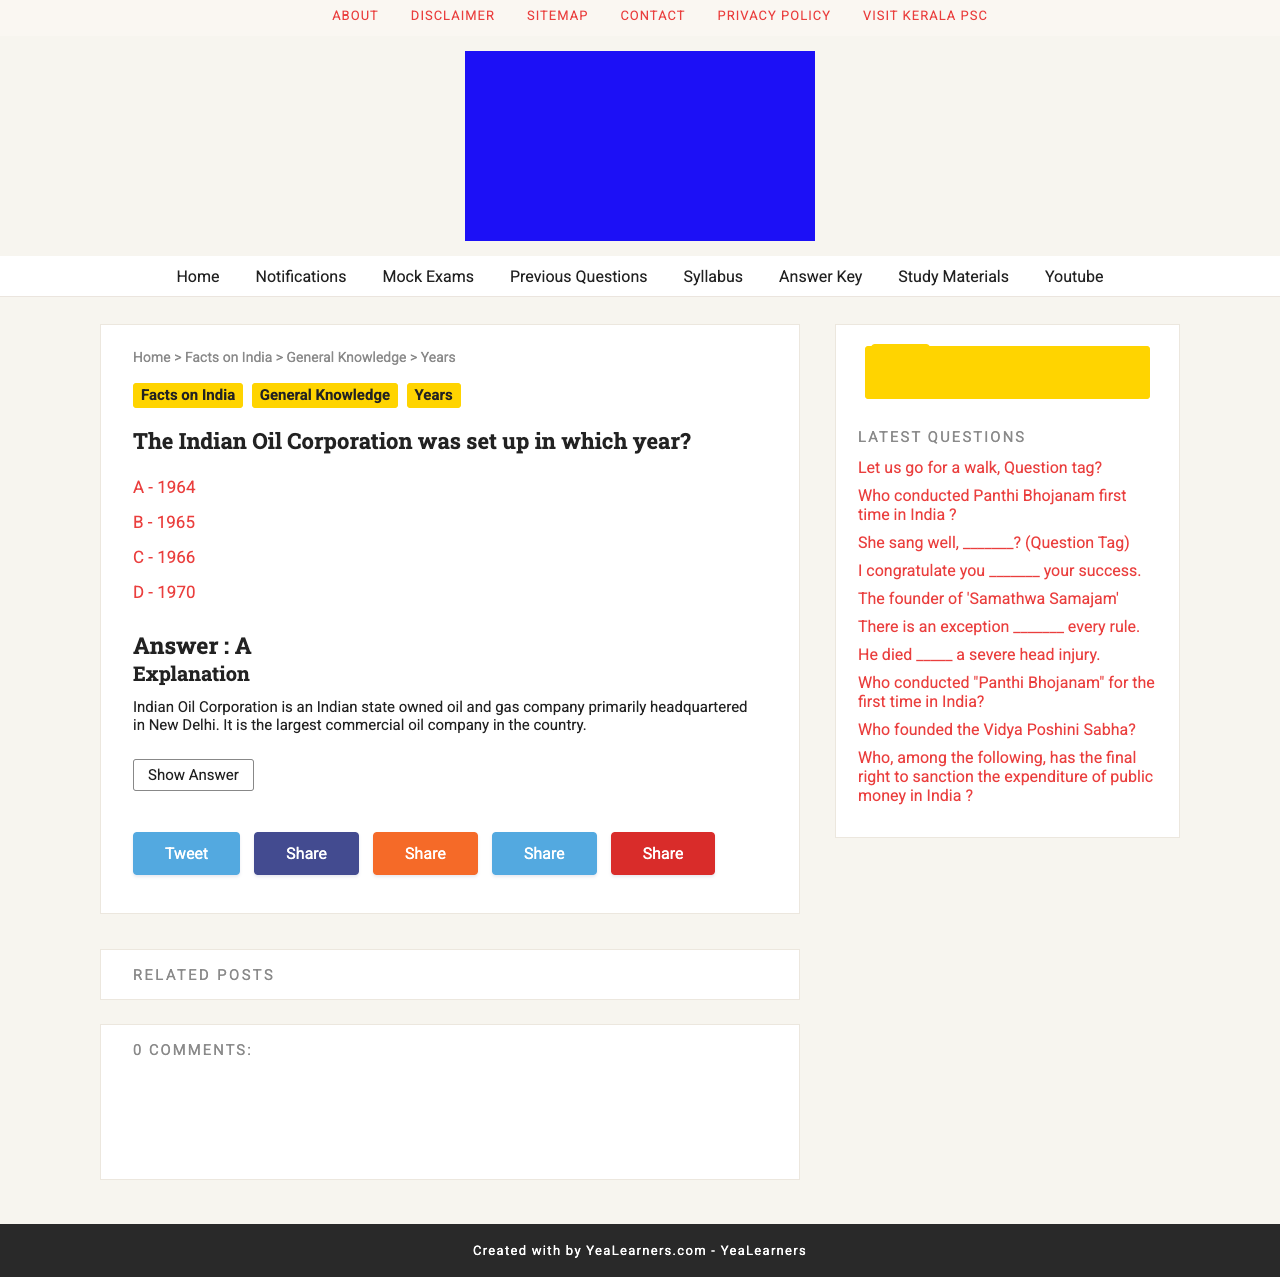 ABOUT DISCLAIMER SITEMAP CONTACT PRIVACY POLICY VISIT KERALA PSC
Home Notifications Mock Exams Previous Questions Syllabus Answer Key Study Materials Youtube
Home > Facts on India > General Knowledge > Years
Facts on India General Knowledge Years
The Indian Oil Corporation was set up in which year?
A - 1964
B - 1965
C - 1966
D - 1970
Answer : A
Explanation
Indian Oil Corporation is an Indian state owned oil and gas company primarily headquartered
in New Delhi. It is the largest commercial oil company in the country.
Show Answer
Tweet Share Share Share Share
RELATED POSTS
0 COMMENTS:
LATEST QUESTIONS
Let us go for a walk, Question tag?
Who conducted Panthi Bhojanam first
time in India ?
She sang well, _______? (Question Tag)
I congratulate you _______ your success.
The founder of 'Samathwa Samajam'
There is an exception _______ every rule.
He died _____ a severe head injury.
Who conducted "Panthi Bhojanam" for the
first time in India?
Who founded the Vidya Poshini Sabha?
Who, among the following, has the final
right to sanction the expenditure of public
money in India ?
Created with by YeaLearners.com - YeaLearners